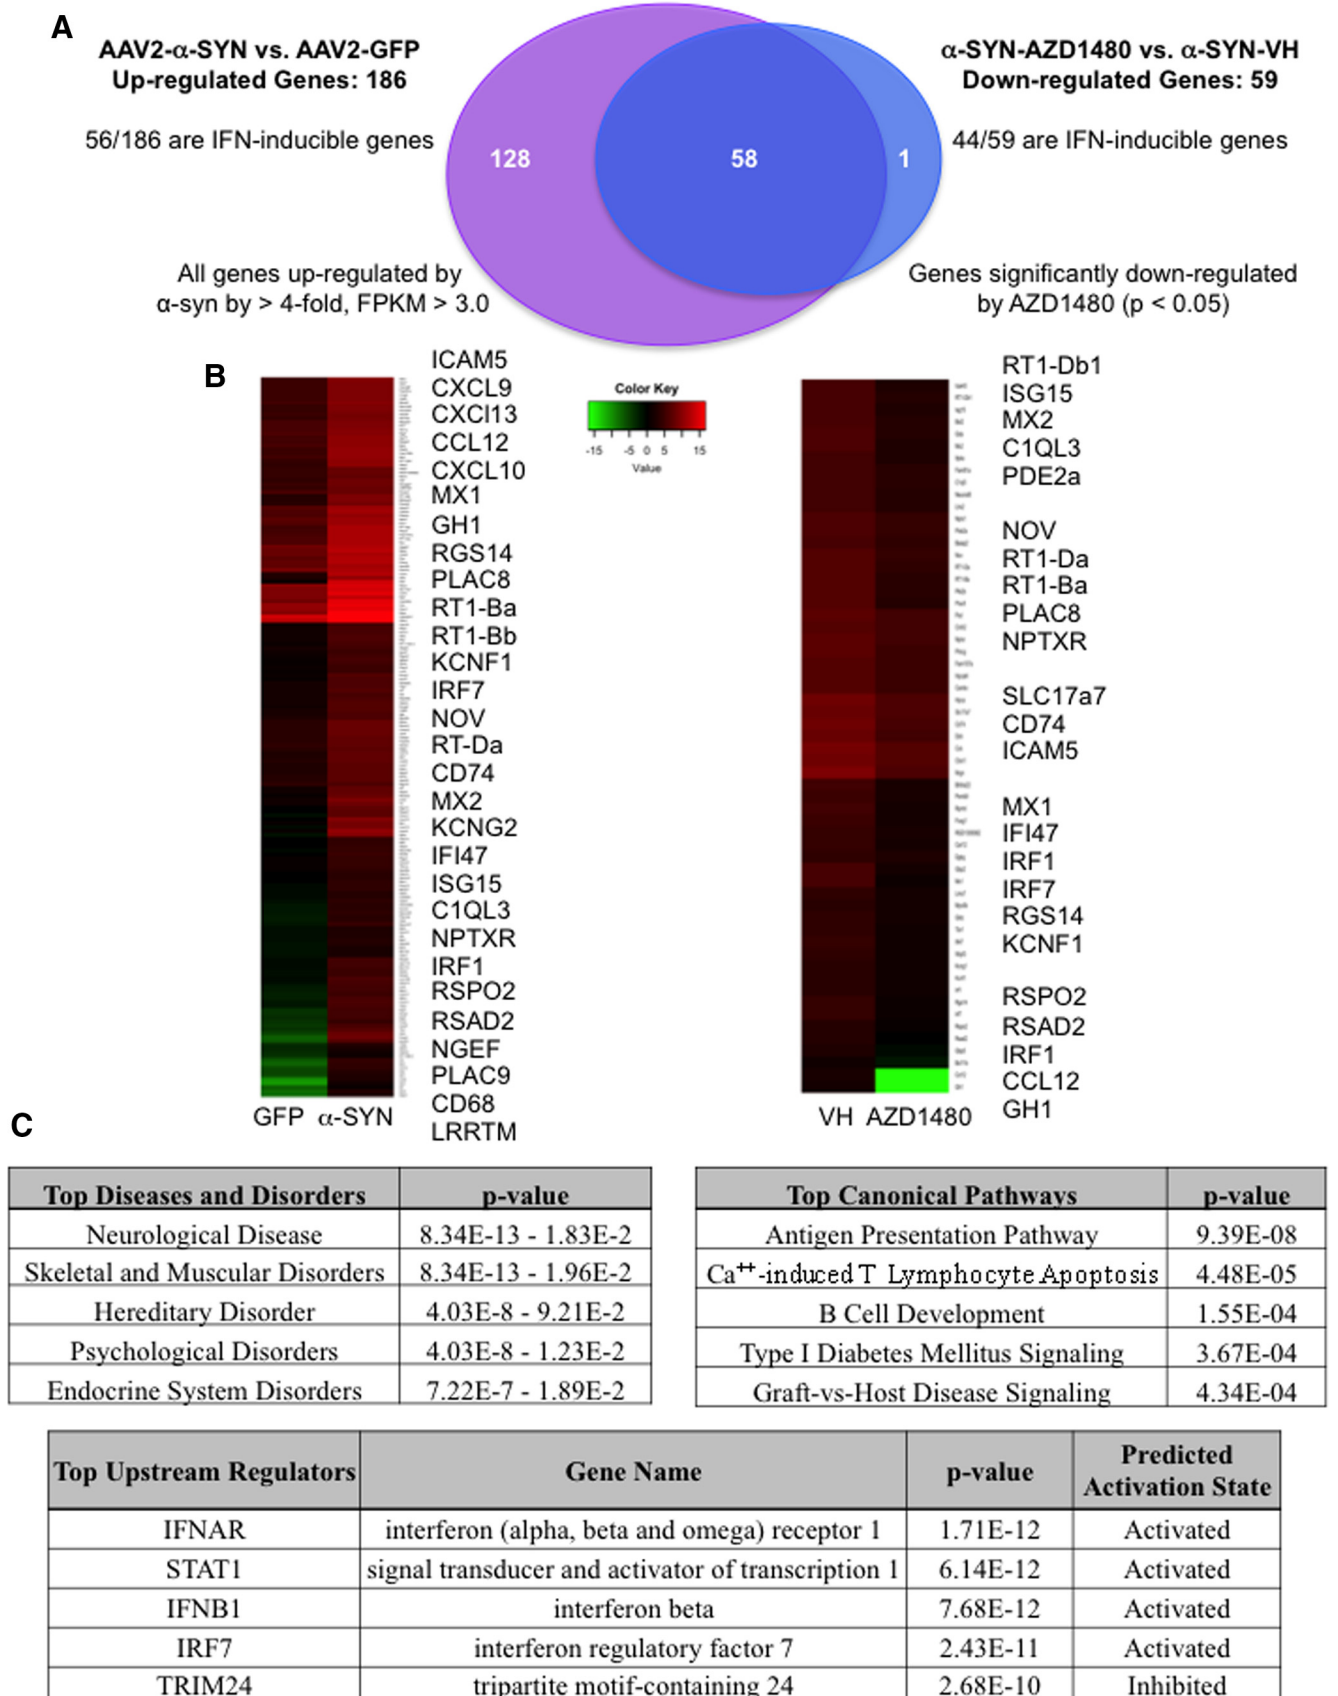 A
AAV2-α-SYN vs. AAV2-GFP
Up-regulated Genes: 186
56/186 are IFN-inducible genes
All genes up-regulated by
α-syn by > 4-fold, FPKM > 3.0
128
58
1
α-SYN-AZD1480 vs. α-SYN-VH
Down-regulated Genes: 59
44/59 are IFN-inducible genes
Genes significantly down-regulated
by AZD1480 (p < 0.05)
B
ICAM5
CXCL9
CXCl13
CCL12
CXCL10
MX1
GH1
RGS14
PLAC8
RT1-Ba
RT1-Bb
KCNF1
IRF7
NOV
RT-Da
CD74
MX2
KCNG2
IFI47
ISG15
C1QL3
NPTXR
IRF1
RSPO2
RSAD2
NGEF
PLAC9
CD68
LRRTM
GFP α-SYN
Color Key
-15 -5 0 5 15
Value
RT1-Db1
ISG15
MX2
C1QL3
PDE2a
NOV
RT1-Da
RT1-Ba
PLAC8
NPTXR
SLC17a7
CD74
ICAM5
MX1
IFI47
IRF1
IRF7
RGS14
KCNF1
RSPO2
RSAD2
IRF1
CCL12
GH1
VH AZD1480
C
Top Diseases and Disorders p-value
Neurological Disease 8.34E-13 - 1.83E-2
Skeletal and Muscular Disorders 8.34E-13 - 1.96E-2
Hereditary Disorder 4.03E-8 - 9.21E-2
Psychological Disorders 4.03E-8 - 1.23E-2
Endocrine System Disorders 7.22E-7 - 1.89E-2
Top Canonical Pathways p-value
Antigen Presentation Pathway 9.39E-08
Ca⁺⁺-induced T Lymphocyte Apoptosis 4.48E-05
B Cell Development 1.55E-04
Type I Diabetes Mellitus Signaling 3.67E-04
Graft-vs-Host Disease Signaling 4.34E-04
Top Upstream Regulators Gene Name p-value Predicted Activation State
IFNAR interferon (alpha, beta and omega) receptor 1 1.71E-12 Activated
STAT1 signal transducer and activator of transcription 1 6.14E-12 Activated
IFNB1 interferon beta 7.68E-12 Activated
IRF7 interferon regulatory factor 7 2.43E-11 Activated
TRIM24 tripartite motif-containing 24 2.68E-10 Inhibited